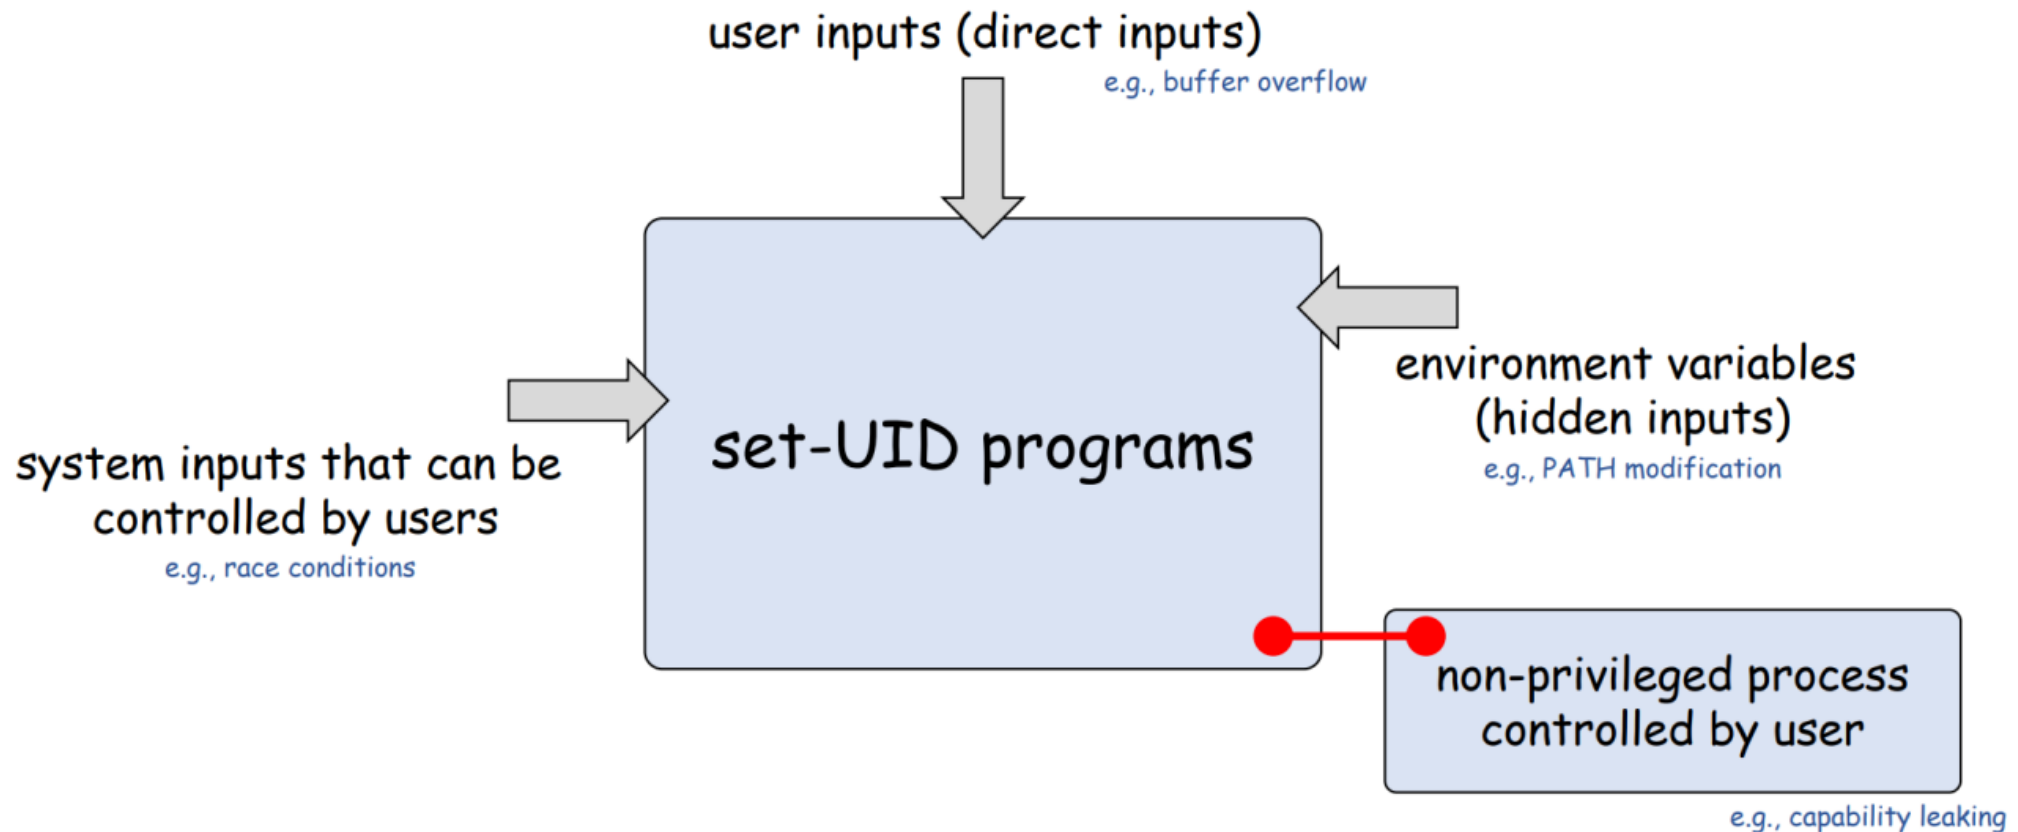 user inputs (direct inputs)
e.g., buffer overflow
environment variables
(hidden inputs)
e.g., PATH modification
set-UID programs
system inputs that can be
controlled by users
e.g., race conditions
non-privileged process
controlled by user
e.g., capability leaking